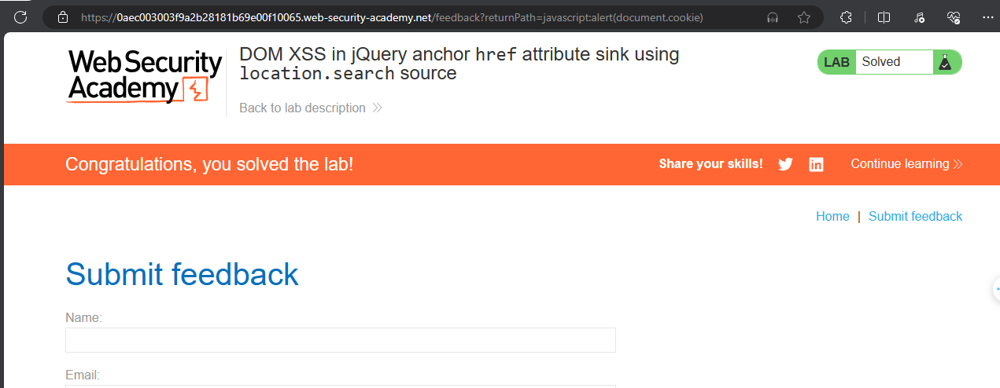 https://0aec003003f9a2b28181b69e00f10065.web-security-academy.net/feedback?returnPath=javascript:alert(document.cookie)
Web Security
Academy
DOM XSS in jQuery anchor href attribute sink using
location.search source
Back to lab description
LAB Solved
Congratulations, you solved the lab!
Share your skills!
Continue learning
Home | Submit feedback
Submit feedback
Name:
Email: